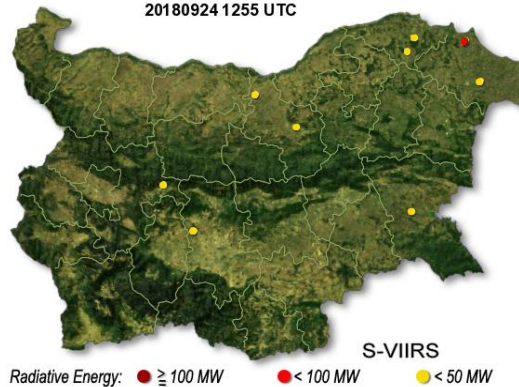 20180924 1255 UTC
S-VIIRS
Radiative Energy: ≧ 100 MW < 100 MW < 50 MW